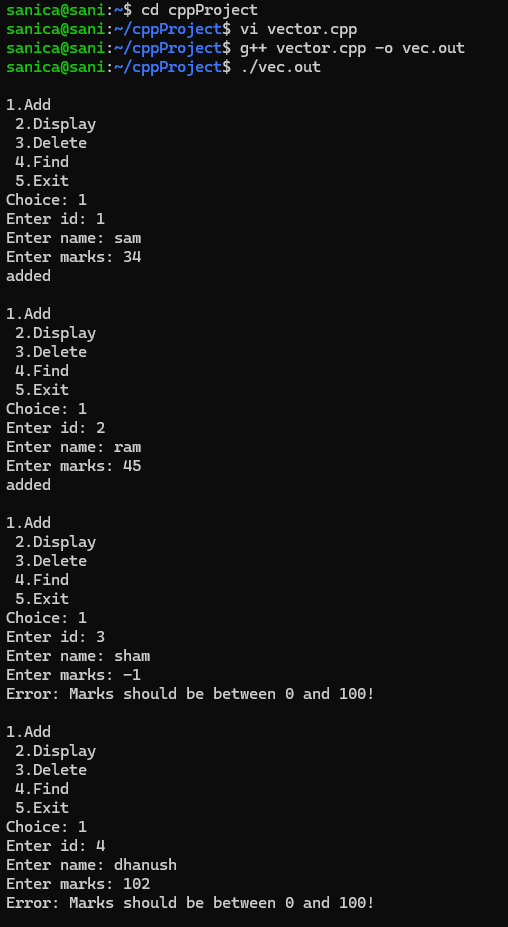 sanica@sani:~$ cd cppProject
sanica@sani:~/cppProject$ vi vector.cpp
sanica@sani:~/cppProject$ g++ vector.cpp -o vec.out
sanica@sani:~/cppProject$ ./vec.out

1.Add
 2.Display
 3.Delete
 4.Find
 5.Exit
Choice: 1
Enter id: 1
Enter name: sam
Enter marks: 34
added

1.Add
 2.Display
 3.Delete
 4.Find
 5.Exit
Choice: 1
Enter id: 2
Enter name: ram
Enter marks: 45
added

1.Add
 2.Display
 3.Delete
 4.Find
 5.Exit
Choice: 1
Enter id: 3
Enter name: sham
Enter marks: -1
Error: Marks should be between 0 and 100!

1.Add
 2.Display
 3.Delete
 4.Find
 5.Exit
Choice: 1
Enter id: 4
Enter name: dhanush
Enter marks: 102
Error: Marks should be between 0 and 100!